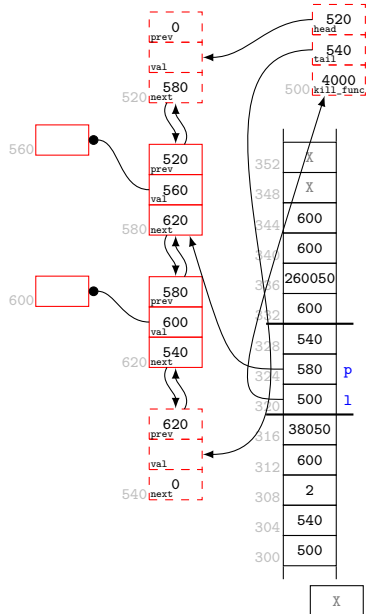 0
prev
val
580
next
520
520
prev
560
val
620
next
580
560
580
prev
600
val
540
next
620
600
620
prev
val
0
next
540
520
head
540
tail
4000
kill_func
500
X
352
X
348
600
344
600
340
260050
336
600
332
540
328
580
324
p
500
320
l
38050
316
600
312
2
308
540
304
500
300
X